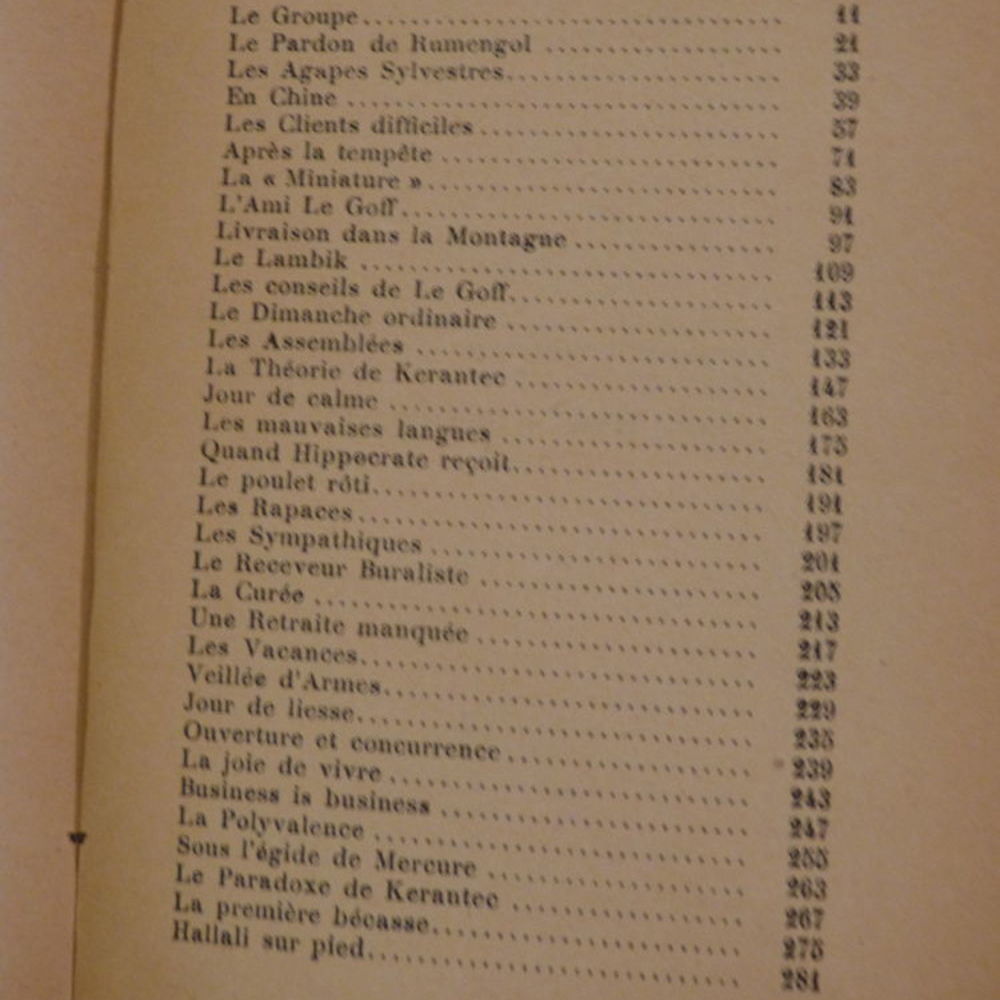 Le Groupe........ 11
Le Pardon de Rumengol ........ 21
Les Agapes Sylvestres........ 33
En Chine ........ 39
Les Clients difficiles ........ 57
Après la tempête ........ 71
La « Miniature »........ 83
L'Ami Le Goff........ 91
Livraison dans la Montagne ........ 97
Le Lambik ........ 109
Les conseils de Le Goff........ 113
Le Dimanche ordinaire ........ 121
Les Assemblées ........ 133
La Théorie de Kerantec ........ 147
Jour de calme ........ 163
Les mauvaises langues ........ 175
Quand Hippocrate reçoit........ 181
Le poulet rôti........ 191
Les Rapaces........ 197
Les Sympathiques ........ 201
Le Receveur Buraliste ........ 205
La Curée ........ 213
Une Retraite manquée ........ 217
Les Vacances........ 223
Veillée d'Armes........ 229
Jour de liesse........ 235
Ouverture et concurrence ........ 239
La joie de vivre ........ 243
Business is business ........ 247
La Polyvalence ........ 255
Sous l'égide de Mercure ........ 263
Le Paradoxe de Kerantec ........ 267
La première bécasse........ 275
Hallali sur pied........ 281